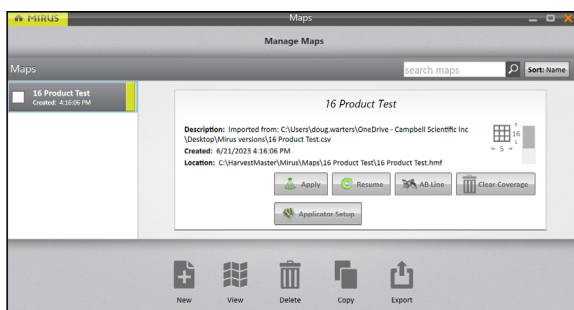 MIRUS
Maps
Manage Maps
Maps
search maps
Sort: Name
16 Product Test
Created: 4:16:06 PM
16 Product Test
Description: Imported from: C:\Users\doug.warters\OneDrive - Campbell Scientific Inc
\Desktop\Mirus versions\16 Product Test.csv
Created: 6/21/2023 4:16:06 PM
Location: C:\HarvestMaster\Mirus\Maps\16 Product Test\16 Product Test.hmf
16
1
5
Apply
Resume
AB Line
Clear Coverage
Applicator Setup
New
View
Delete
Copy
Export